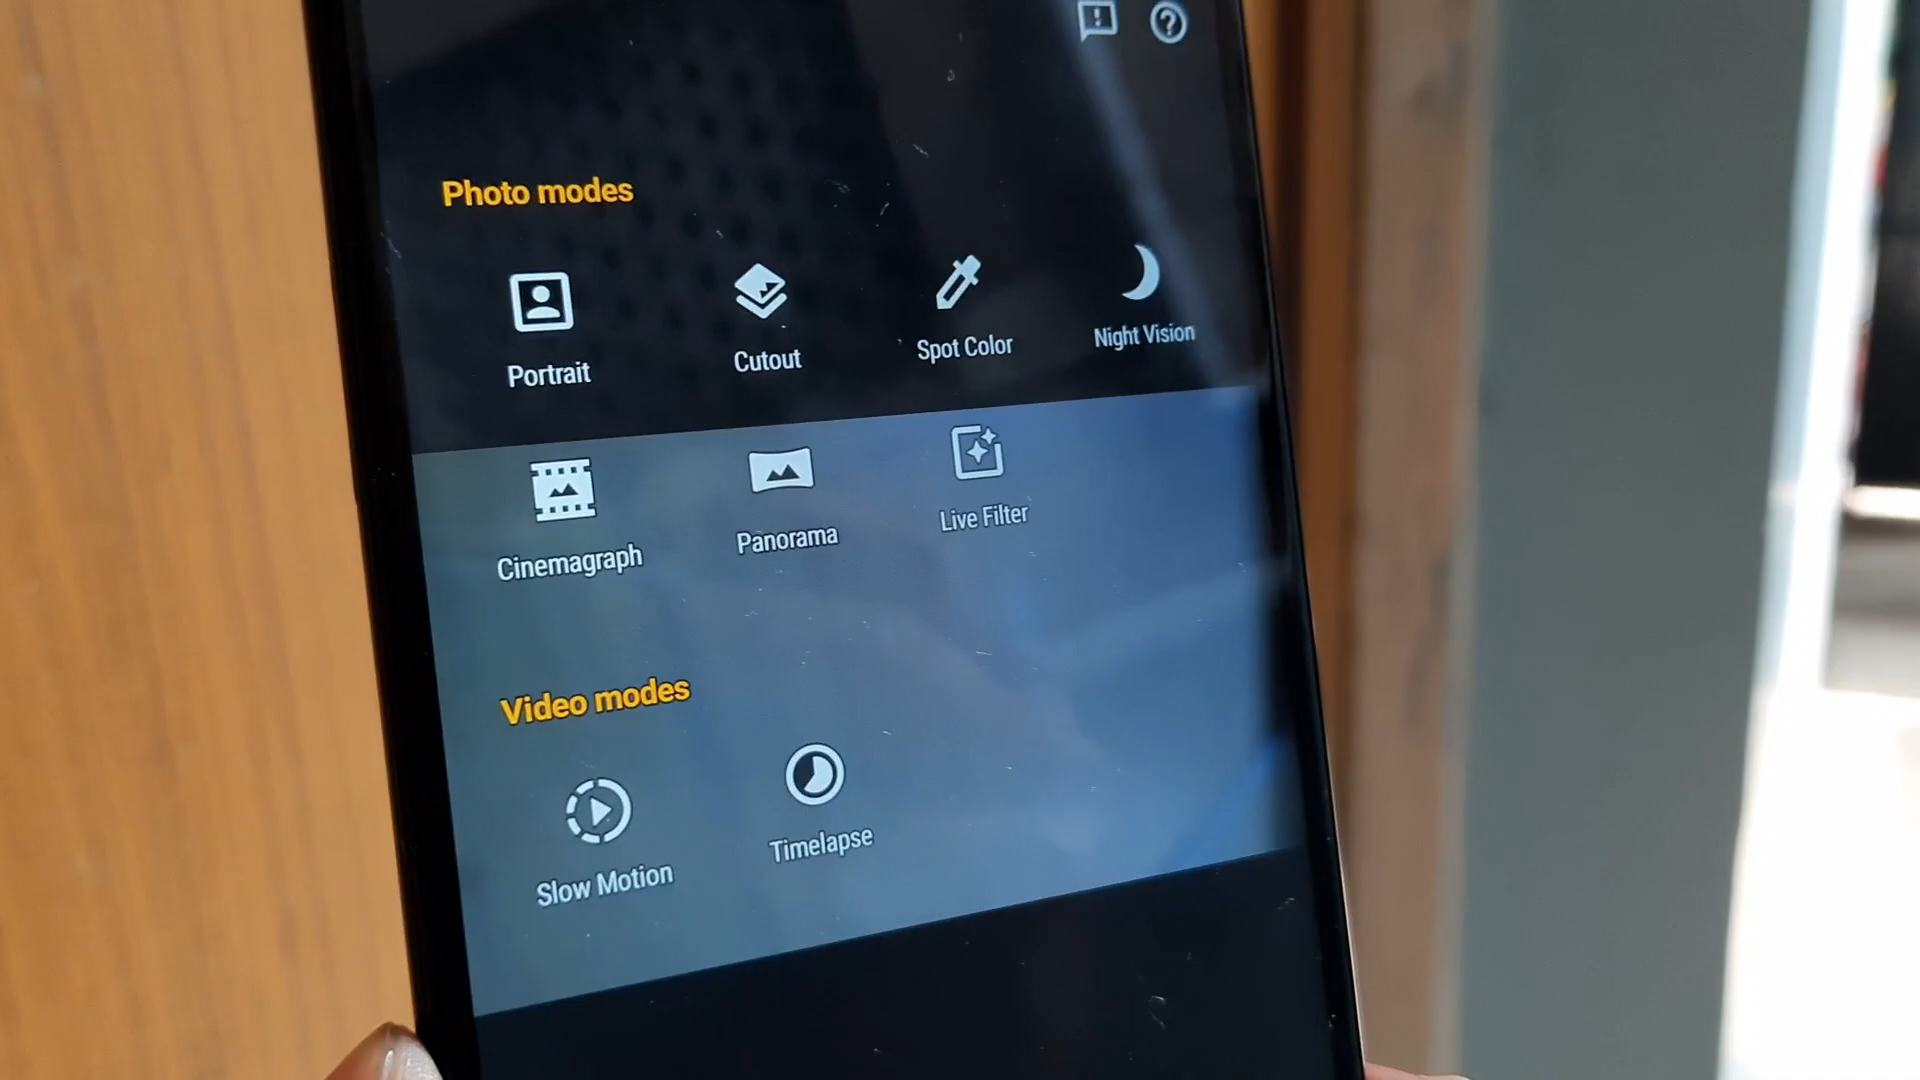 Photo modes
Portrait
Cutout
Spot Color
Night Vision
Cinemagraph
Panorama
Live Filter
Video modes
Slow Motion
Timelapse